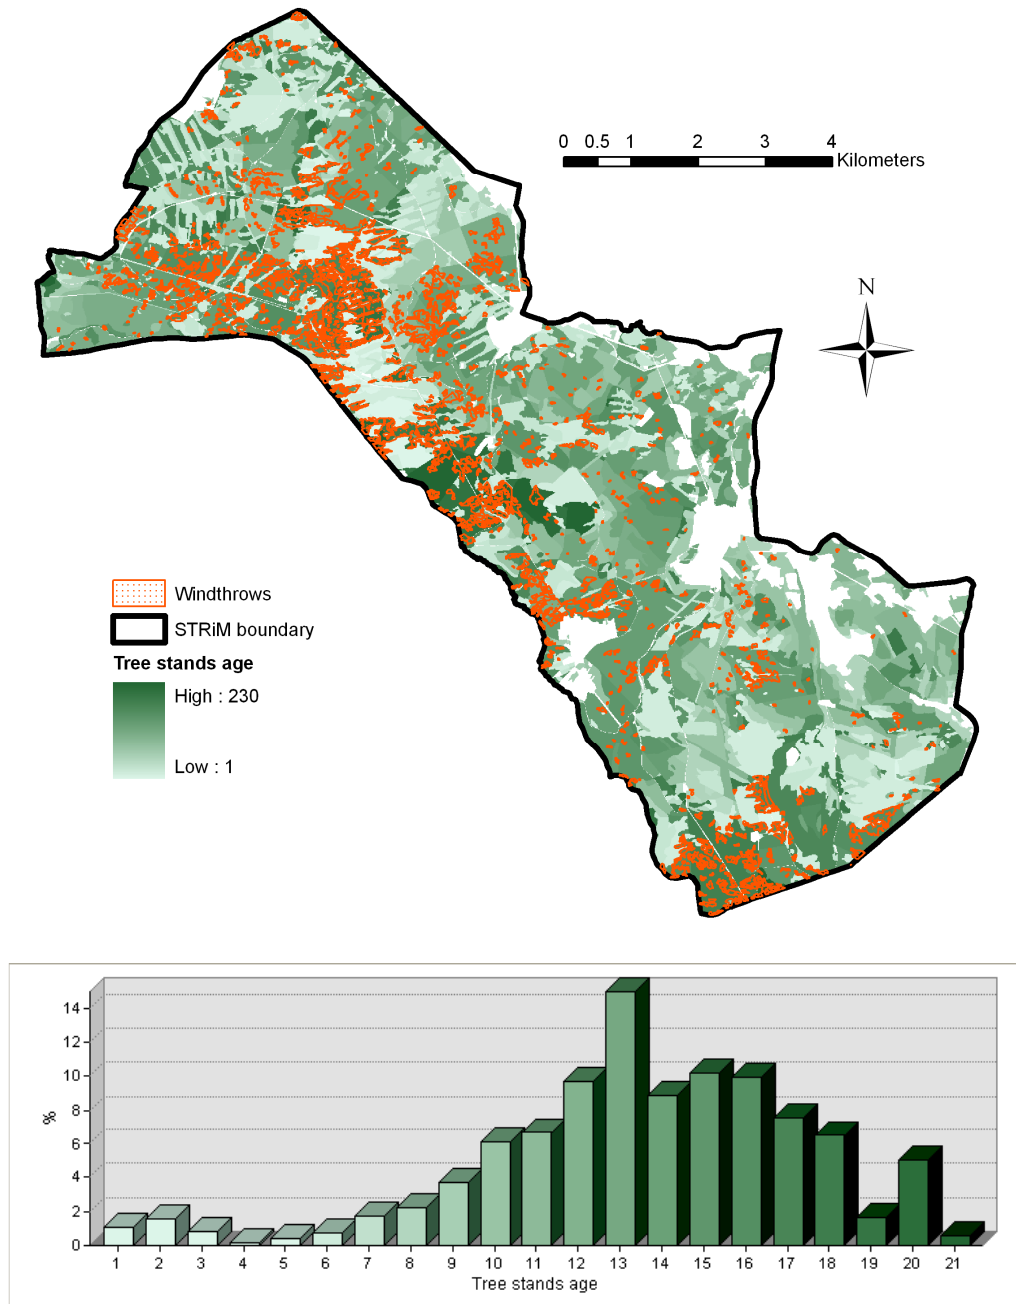 0 0.5 1 2 3 4
Kilometers
N
Windthrows
STRiM boundary
Tree stands age
High : 230
Low : 1
14
12
10
8
6
4
2
0
%
1 2 3 4 5 6 7 8 9 10 11 12 13 14 15 16 17 18 19 20 21
Tree stands age